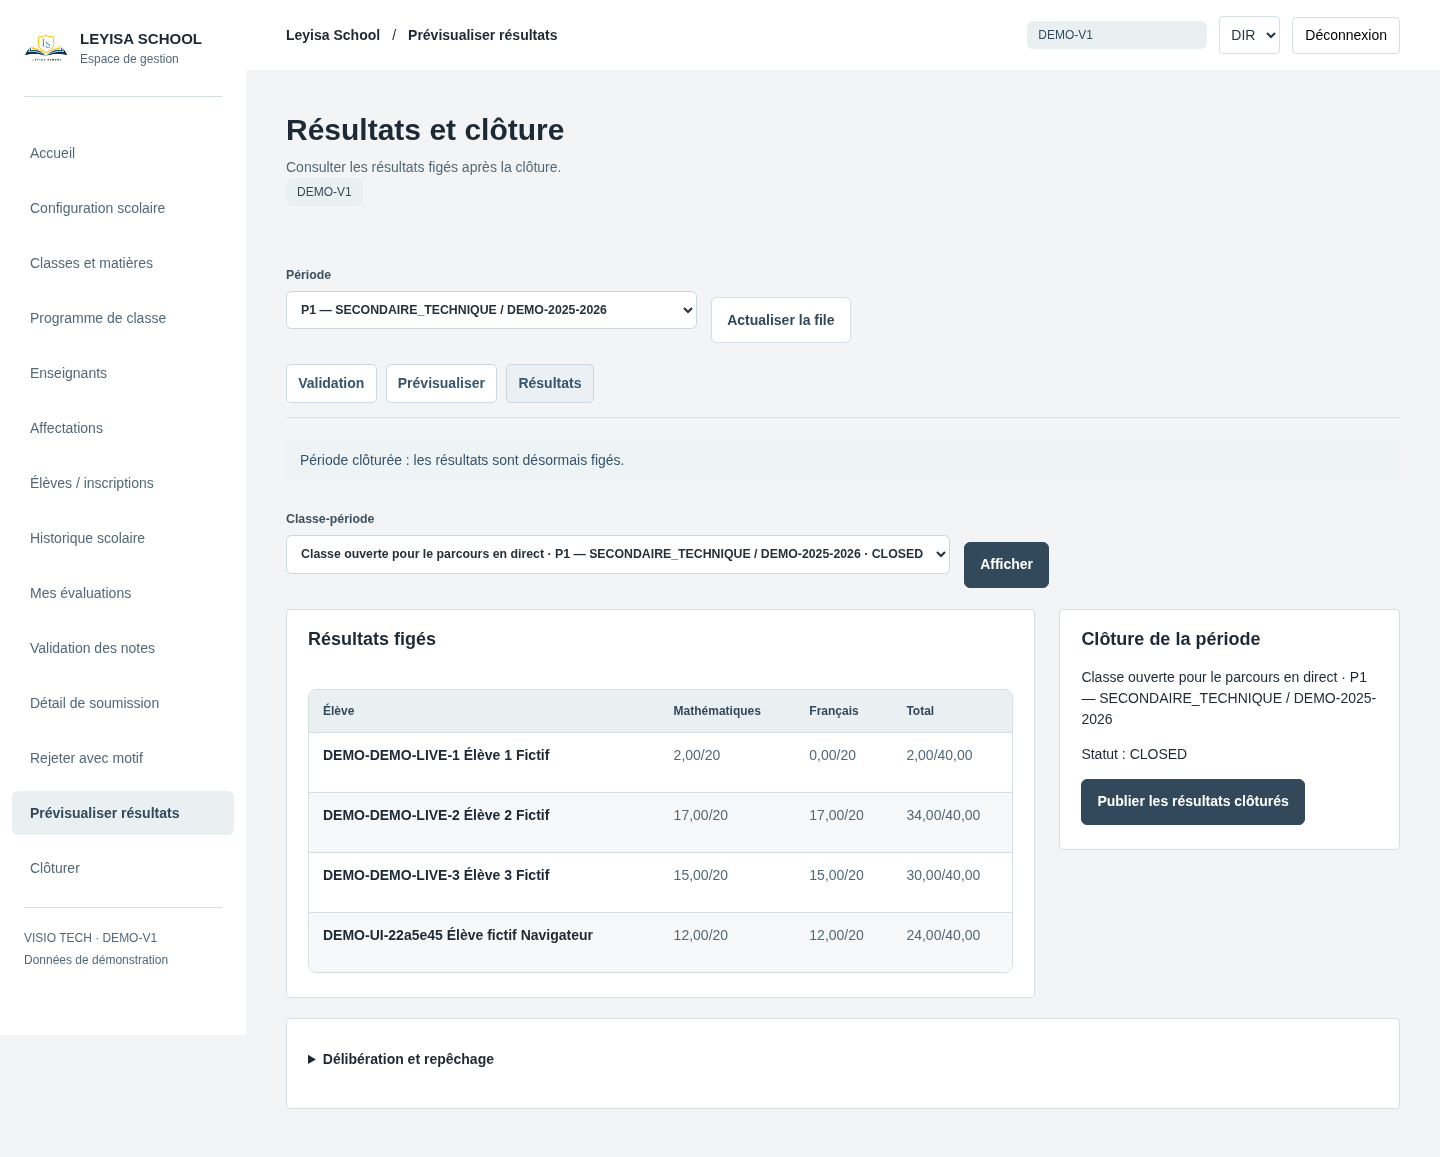 LEYISA SCHOOL
Espace de gestion
Accueil
Configuration scolaire
Classes et matières
Programme de classe
Enseignants
Affectations
Élèves / inscriptions
Historique scolaire
Mes évaluations
Validation des notes
Détail de soumission
Rejeter avec motif
Prévisualiser résultats
Clôturer
VISIO TECH · DEMO-V1
Données de démonstration
Leyisa School / Prévisualiser résultats
DEMO-V1
DIR
Déconnexion
Résultats et clôture
Consulter les résultats figés après la clôture.
DEMO-V1
Période
P1 — SECONDAIRE_TECHNIQUE / DEMO-2025-2026
Actualiser la file
Validation
Prévisualiser
Résultats
Période clôturée : les résultats sont désormais figés.
Classe-période
Classe ouverte pour le parcours en direct · P1 — SECONDAIRE_TECHNIQUE / DEMO-2025-2026 · CLOSED
Afficher
Résultats figés
Élève Mathématiques Français Total
DEMO-DEMO-LIVE-1 Élève 1 Fictif 2,00/20 0,00/20 2,00/40,00
DEMO-DEMO-LIVE-2 Élève 2 Fictif 17,00/20 17,00/20 34,00/40,00
DEMO-DEMO-LIVE-3 Élève 3 Fictif 15,00/20 15,00/20 30,00/40,00
DEMO-UI-22a5e45 Élève fictif Navigateur 12,00/20 12,00/20 24,00/40,00
Clôture de la période
Classe ouverte pour le parcours en direct · P1
— SECONDAIRE_TECHNIQUE / DEMO-2025-
2026
Statut : CLOSED
Publier les résultats clôturés
Délibération et repêchage